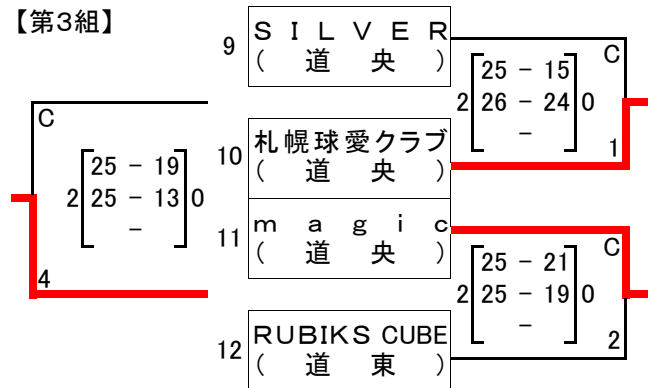 【第3組】
9
S I L V E R
( 道 央 )
C
25 - 15
2 26 - 24 0
-
1
C
25 - 19
2 25 - 13 0
-
4
10
札幌球愛クラブ
( 道 央 )
11
m a g i c
( 道 央 )
C
25 - 21
2 25 - 19 0
-
2
12
RUBIKS CUBE
( 道 東 )